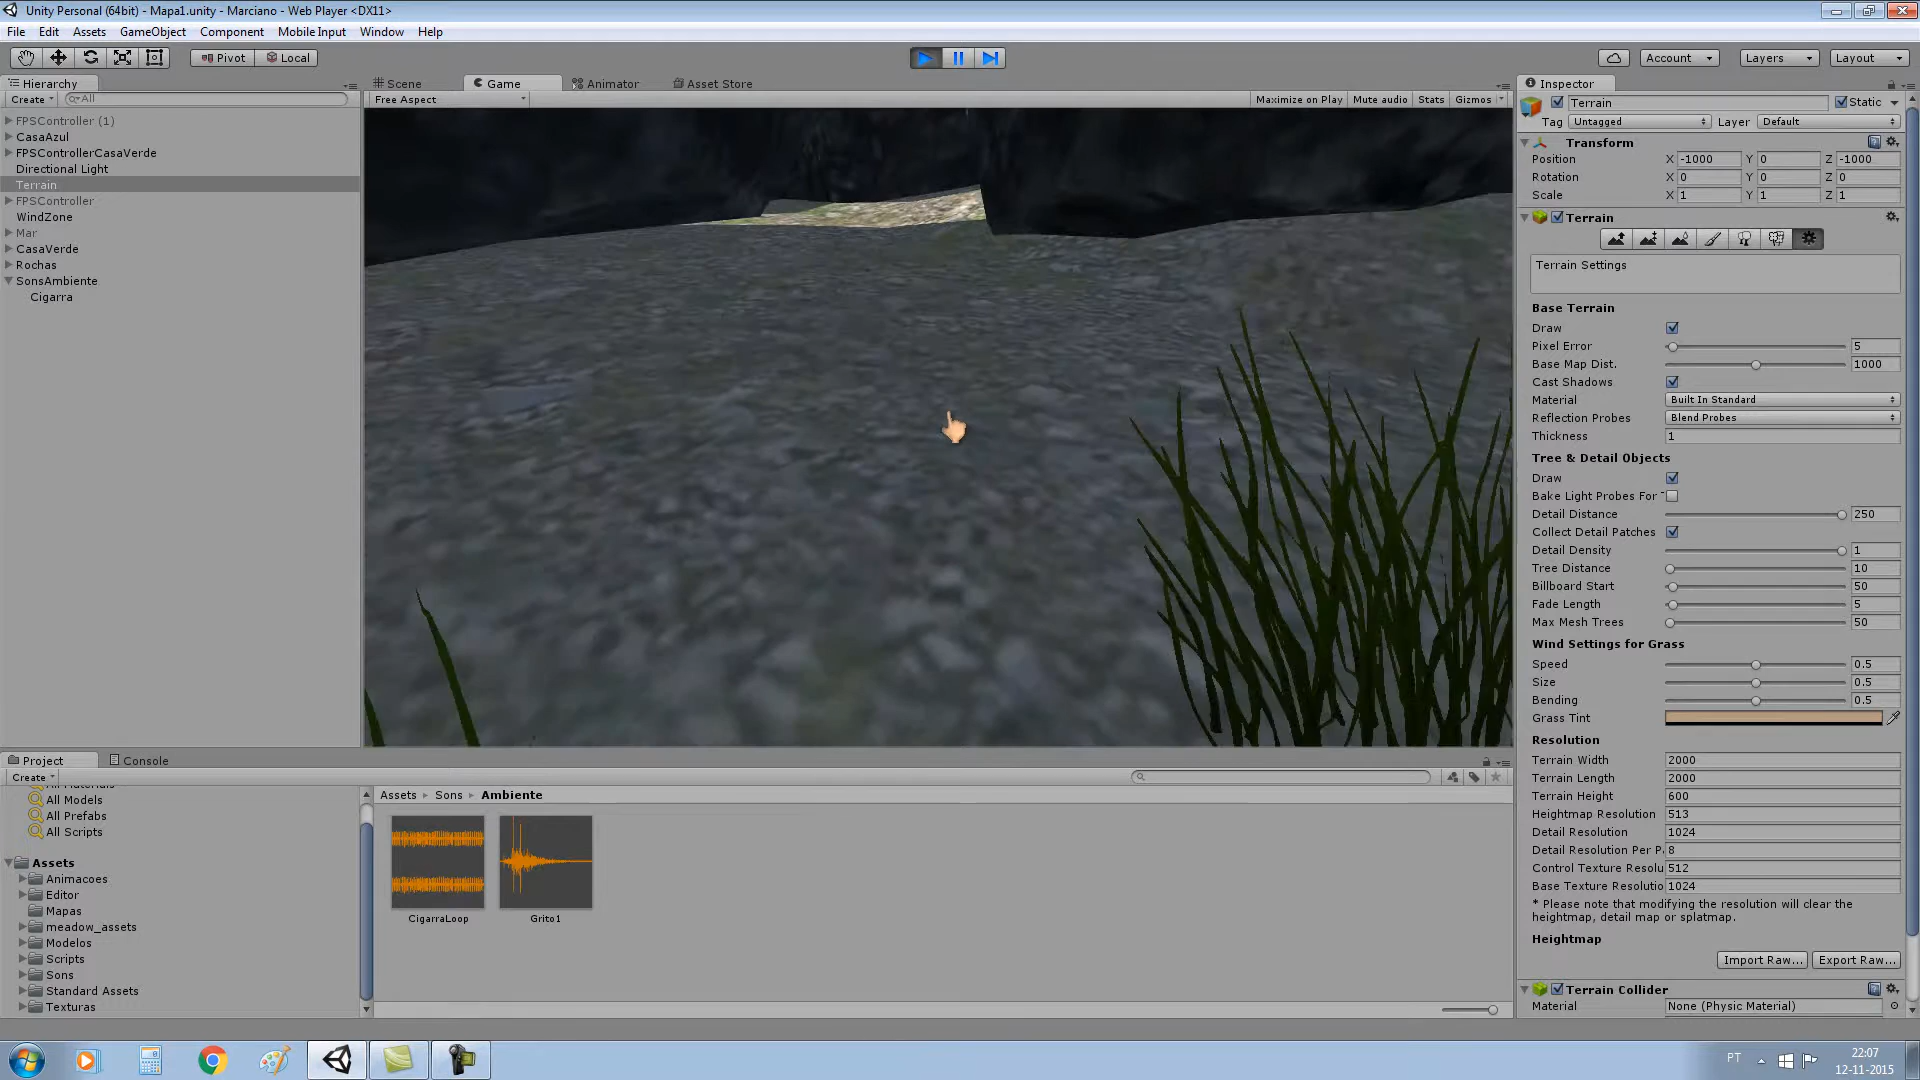 Unity Personal (64bit) - Mapa1.unity - Marciano - Web Player <DX11>
File Edit Assets GameObject Component Mobile Input Window Help
Pivot Local Account Layers Layout
Hierarchy
Create All
FPSController (1)
CasaAzul
FPSControllerCasaVerde
Directional Light
Terrain
FPSController
WindZone
Mar
CasaVerde
Rochas
SonsAmbiente
Cigarra
Scene Game Animator Asset Store
Free Aspect Maximize on Play Mute audio Stats Gizmos
Inspector
Terrain Static
Tag Untagged Layer Default
Transform
Position X -1000 Y 0 Z -1000
Rotation X 0 Y 0 Z 0
Scale X 1 Y 1 Z 1
Terrain
Terrain Settings
Base Terrain
Draw
Pixel Error 5
Base Map Dist. 1000
Cast Shadows
Material Built In Standard
Reflection Probes Blend Probes
Thickness 1
Tree & Detail Objects
Draw
Bake Light Probes For
Detail Distance 250
Collect Detail Patches
Detail Density 1
Tree Distance 10
Billboard Start 50
Fade Length 5
Max Mesh Trees 50
Wind Settings for Grass
Speed 0.5
Size 0.5
Bending 0.5
Grass Tint
Resolution
Terrain Width 2000
Terrain Length 2000
Terrain Height 600
Heightmap Resolution 513
Detail Resolution 1024
Detail Resolution Per 8
Control Texture Resolu 512
Base Texture Resolutio 1024
* Please note that modifying the resolution will clear the
heightmap, detail map or splatmap.
Heightmap
Import Raw... Export Raw...
Terrain Collider
Material None (Physic Material)
Project Console
Create
All Materials
All Models
All Prefabs
All Scripts
Assets
Animacoes
Editor
Mapas
meadow_assets
Modelos
Scripts
Sons
Standard Assets
Texturas
Assets Sons Ambiente
CigarraLoop Grito1
PT
22:07
12-11-2015